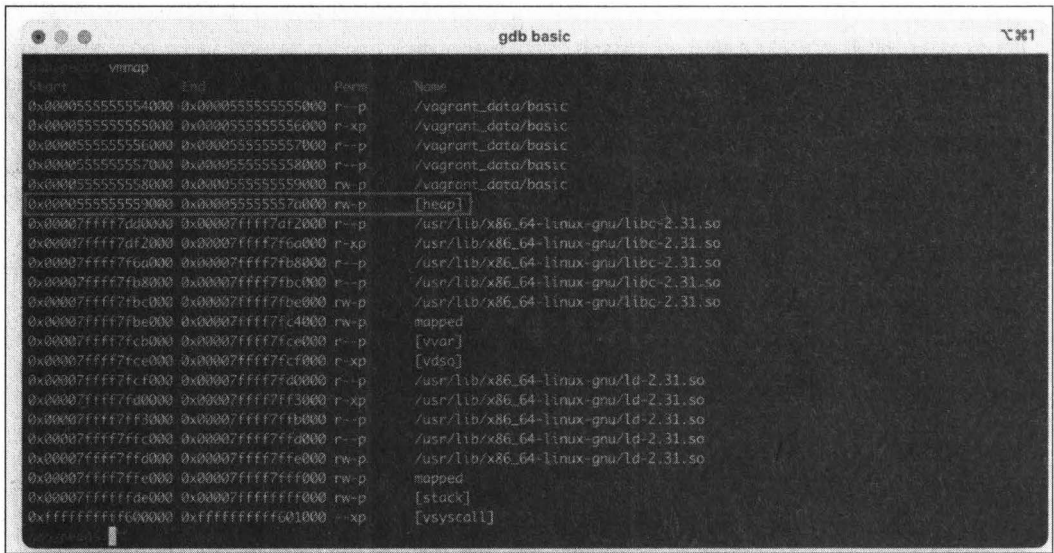 gdb basic ⌥⌘1
vmmap
Start End Perm Name
0x0000555555554000 0x0000555555555000 r--p /vagrant_data/basic
0x0000555555555000 0x0000555555556000 r-xp /vagrant_data/basic
0x0000555555556000 0x0000555555557000 r--p /vagrant_data/basic
0x0000555555557000 0x0000555555558000 r--p /vagrant_data/basic
0x0000555555558000 0x0000555555559000 rw-p /vagrant_data/basic
0x0000555555559000 0x000055555557a000 rw-p [heap]
0x00007ffff7dd0000 0x00007ffff7df2000 r--p /usr/lib/x86_64-linux-gnu/libc-2.31.so
0x00007ffff7df2000 0x00007ffff7f6a000 r-xp /usr/lib/x86_64-linux-gnu/libc-2.31.so
0x00007ffff7f6a000 0x00007ffff7fb8000 r--p /usr/lib/x86_64-linux-gnu/libc-2.31.so
0x00007ffff7fb8000 0x00007ffff7fbc000 r--p /usr/lib/x86_64-linux-gnu/libc-2.31.so
0x00007ffff7fbc000 0x00007ffff7fbe000 rw-p /usr/lib/x86_64-linux-gnu/libc-2.31.so
0x00007ffff7fbe000 0x00007ffff7fc4000 rw-p mapped
0x00007ffff7fcb000 0x00007ffff7fce000 r--p [vvar]
0x00007ffff7fce000 0x00007ffff7fcf000 r-xp [vdso]
0x00007ffff7fcf000 0x00007ffff7fd0000 r--p /usr/lib/x86_64-linux-gnu/ld-2.31.so
0x00007ffff7fd0000 0x00007ffff7ff3000 r-xp /usr/lib/x86_64-linux-gnu/ld-2.31.so
0x00007ffff7ff3000 0x00007ffff7ffb000 r--p /usr/lib/x86_64-linux-gnu/ld-2.31.so
0x00007ffff7ffc000 0x00007ffff7ffd000 r--p /usr/lib/x86_64-linux-gnu/ld-2.31.so
0x00007ffff7ffd000 0x00007ffff7ffe000 rw-p /usr/lib/x86_64-linux-gnu/ld-2.31.so
0x00007ffff7ffe000 0x00007ffff7fff000 rw-p mapped
0x00007ffffffde000 0x00007ffffffff000 rw-p [stack]
0xffffffffff600000 0xffffffffff601000 --xp [vsyscall]